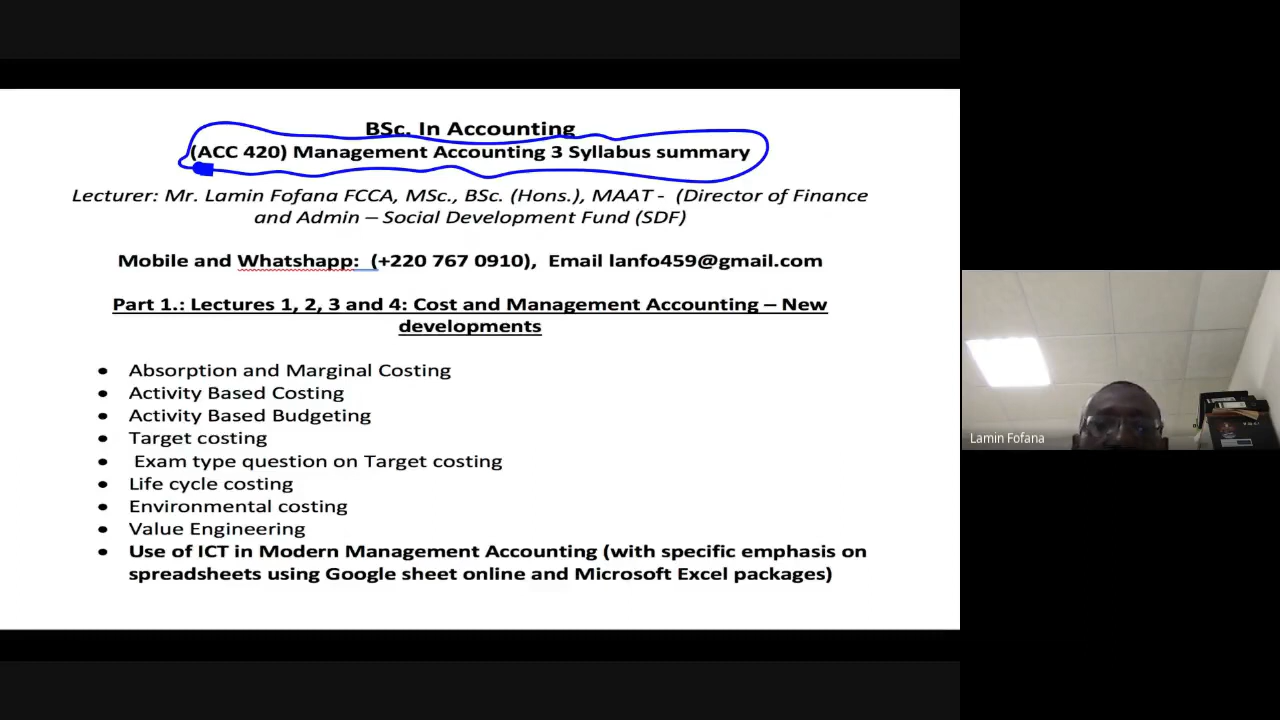 BSc. In Accounting
(ACC 420) Management Accounting 3 Syllabus summary
Lecturer: Mr. Lamin Fofana FCCA, MSc., BSc. (Hons.), MAAT - (Director of Finance
and Admin – Social Development Fund (SDF)
Mobile and Whatshapp: (+220 767 0910), Email lanfo459@gmail.com
Part 1.: Lectures 1, 2, 3 and 4: Cost and Management Accounting – New
developments
• Absorption and Marginal Costing
• Activity Based Costing
• Activity Based Budgeting
• Target costing
• Exam type question on Target costing
• Life cycle costing
• Environmental costing
• Value Engineering
• Use of ICT in Modern Management Accounting (with specific emphasis on
spreadsheets using Google sheet online and Microsoft Excel packages)
Lamin Fofana